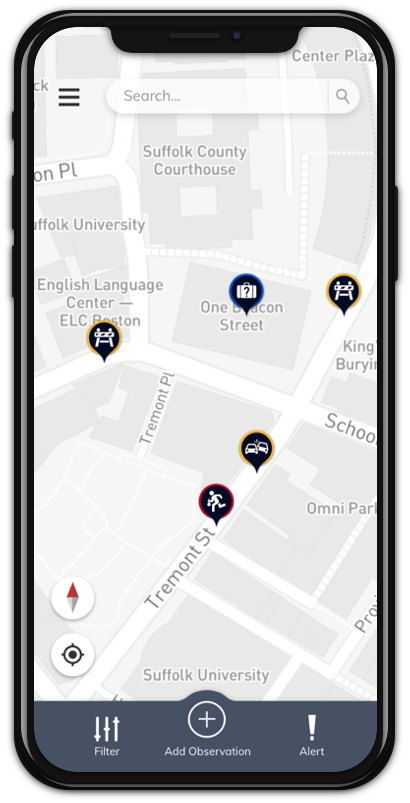 Center Plaz
ck
Search...
Suffolk County
Courthouse
on Pl
uffolk University
English Language
Center —
ELC Boston
One Beacon
Street
King'
Buryin
Tremont Pl
Schoo
Omni Park
Tremont St
Prov
Suffolk University
Filter
Add Observation
Alert